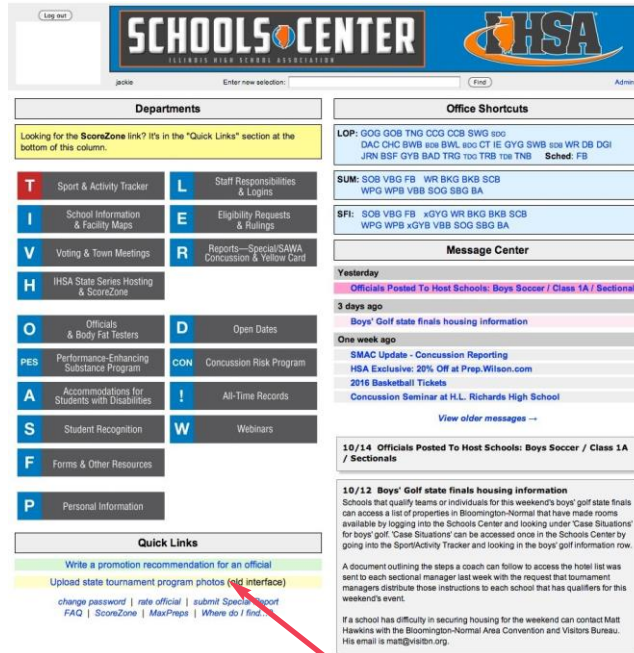 Log out
SCHOOLS CENTER
ILLINOIS HIGH SCHOOL ASSOCIATION
IHSA
jackie
Enter new selection:
Find
Admin
Departments
Looking for the ScoreZone link? It's in the "Quick Links" section at the
bottom of this column.
T Sport & Activity Tracker
L Staff Responsibilities
& Logins
I School Information
& Facility Maps
E Eligibility Requests
& Rulings
V Voting & Town Meetings
R Reports—Special/SAWA
Concussion & Yellow Card
H IHSA State Series Hosting
& ScoreZone
O Officials
& Body Fat Testers
D Open Dates
PES Performance-Enhancing
Substance Program
CON Concussion Risk Program
A Accommodations for
Students with Disabilities
! All-Time Records
S Student Recognition
W Webinars
F Forms & Other Resources
P Personal Information
Quick Links
Write a promotion recommendation for an official
Upload state tournament program photos (old interface)
change password | rate official | submit Special Report
FAQ | ScoreZone | MaxPreps | Where do I find...?
Office Shortcuts
LOP: GOG GOB TNG CCG CCB SWG SDG
DAC CHC BWB SOB BWL BDG CT IE GYG SWB SOB WR DB DGI
JRN BSF GYB BAD TRG TDG TRB TDB TNB Sched: FB
SUM: SOB VBG FB WR BKG BKB SCB
WPG WPB VBB SOG SBG BA
SFI: SOB VBG FB xGYG WR BKG BKB SCB
WPG WPB xGYB VBB SOG SBG BA
Message Center
Yesterday
Officials Posted To Host Schools: Boys Soccer / Class 1A / Sectional
3 days ago
Boys' Golf state finals housing information
One week ago
SMAC Update - Concussion Reporting
HSA Exclusive: 20% Off at Prep.Wilson.com
2016 Basketball Tickets
Concussion Seminar at H.L. Richards High School
View older messages →
10/14 Officials Posted To Host Schools: Boys Soccer / Class 1A
/ Sectionals
10/12 Boys' Golf state finals housing information
Schools that qualify teams or individuals for this weekend's boys' golf state finals
can access a list of properties in Bloomington-Normal that have made rooms
available by logging into the Schools Center and looking under 'Case Situations'
for boys' golf. 'Case Situations' can be accessed once in the Schools Center by
going into the Sport/Activity Tracker and looking in the boys' golf information row.
A document outlining the steps a coach can follow to access the hotel list was
sent to each sectional manager last week with the request that tournament
managers distribute those instructions to each school that has qualifiers for this
weekend's event.
If a school has difficulty in securing housing for the weekend can contact Matt
Hawkins with the Bloomington-Normal Area Convention and Visitors Bureau.
His email is matt@visitbn.org.